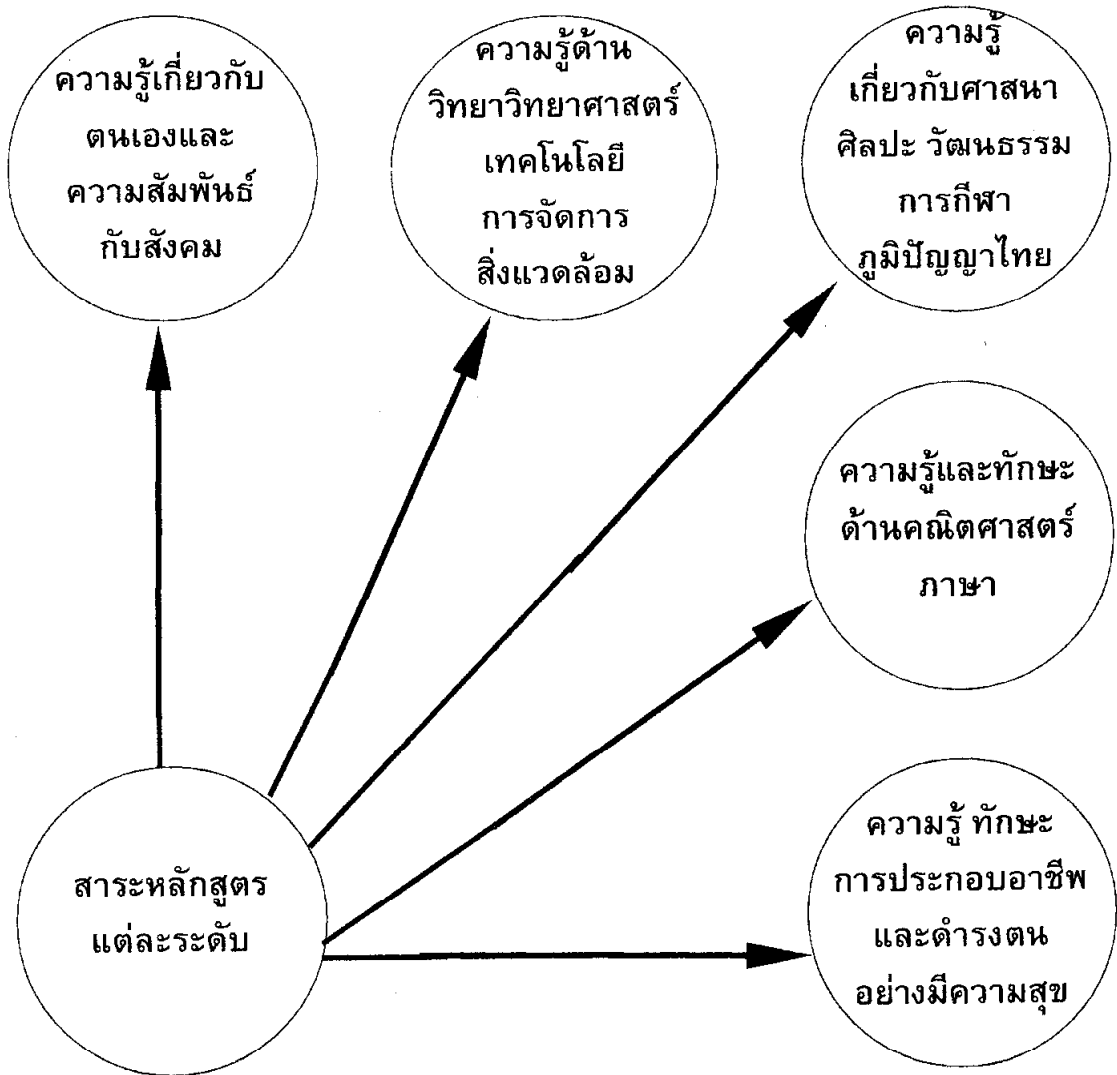 ความรู้เกี่ยวกับ
ตนเองและ
ความสัมพันธ์
กับสังคม
ความรู้ด้าน
วิทยาวิทยาศาสตร์
เทคโนโลยี
การจัดการ
สิ่งแวดล้อม
ความรู้
เกี่ยวกับศาสนา
ศิลปะ วัฒนธรรม
การกีฬา
ภูมิปัญญาไทย
ความรู้และทักษะ
ด้านคณิตศาสตร์
ภาษา
ความรู้ ทักษะ
การประกอบอาชีพ
และดำรงตน
อย่างมีความสุข
สาระหลักสูตร
แต่ละระดับ